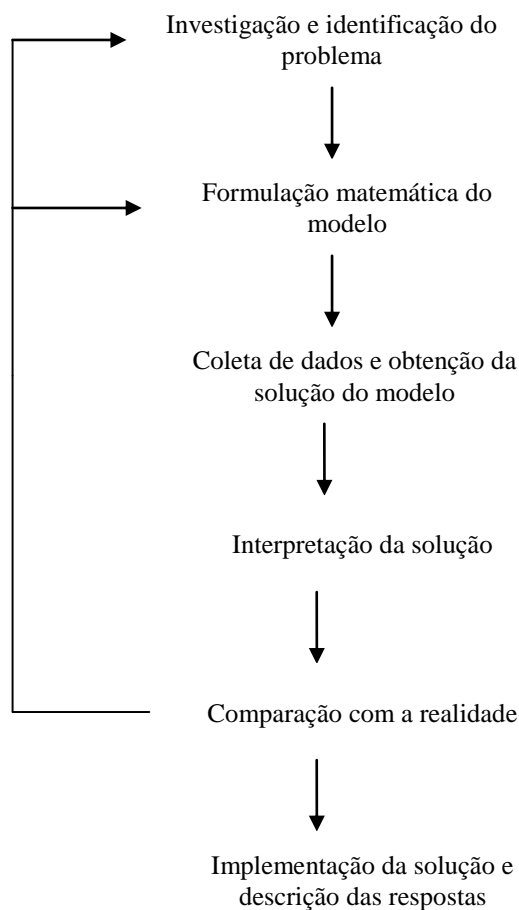 Investigação e identificação do
problema
Formulação matemática do
modelo
Coleta de dados e obtenção da
solução do modelo
Interpretação da solução
Comparação com a realidade
Implementação da solução e
descrição das respostas